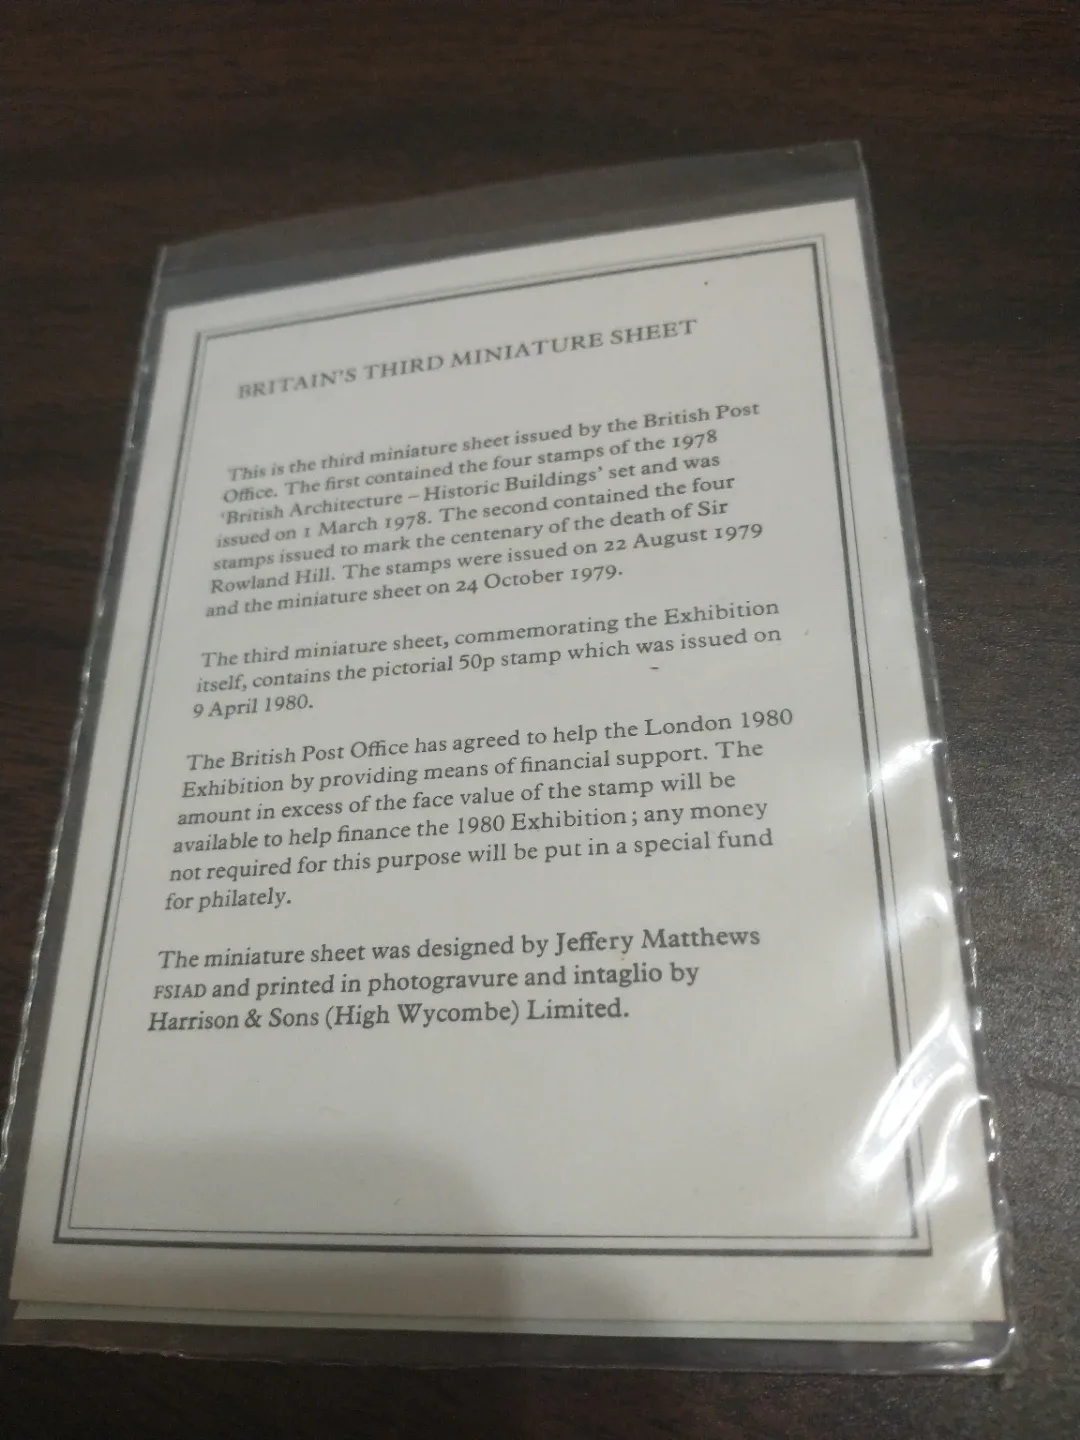 BRITAIN'S THIRD MINIATURE SHEET
This is the third miniature sheet issued by the British Post
Office. The first contained the four stamps of the 1978
'British Architecture – Historic Buildings' set and was
issued on 1 March 1978. The second contained the four
stamps issued to mark the centenary of the death of Sir
Rowland Hill. The stamps were issued on 22 August 1979
and the miniature sheet on 24 October 1979.
The third miniature sheet, commemorating the Exhibition
itself, contains the pictorial 50p stamp which was issued on
9 April 1980.
The British Post Office has agreed to help the London 1980
Exhibition by providing means of financial support. The
amount in excess of the face value of the stamp will be
available to help finance the 1980 Exhibition; any money
not required for this purpose will be put in a special fund
for philately.
The miniature sheet was designed by Jeffery Matthews
FSIAD and printed in photogravure and intaglio by
Harrison & Sons (High Wycombe) Limited.